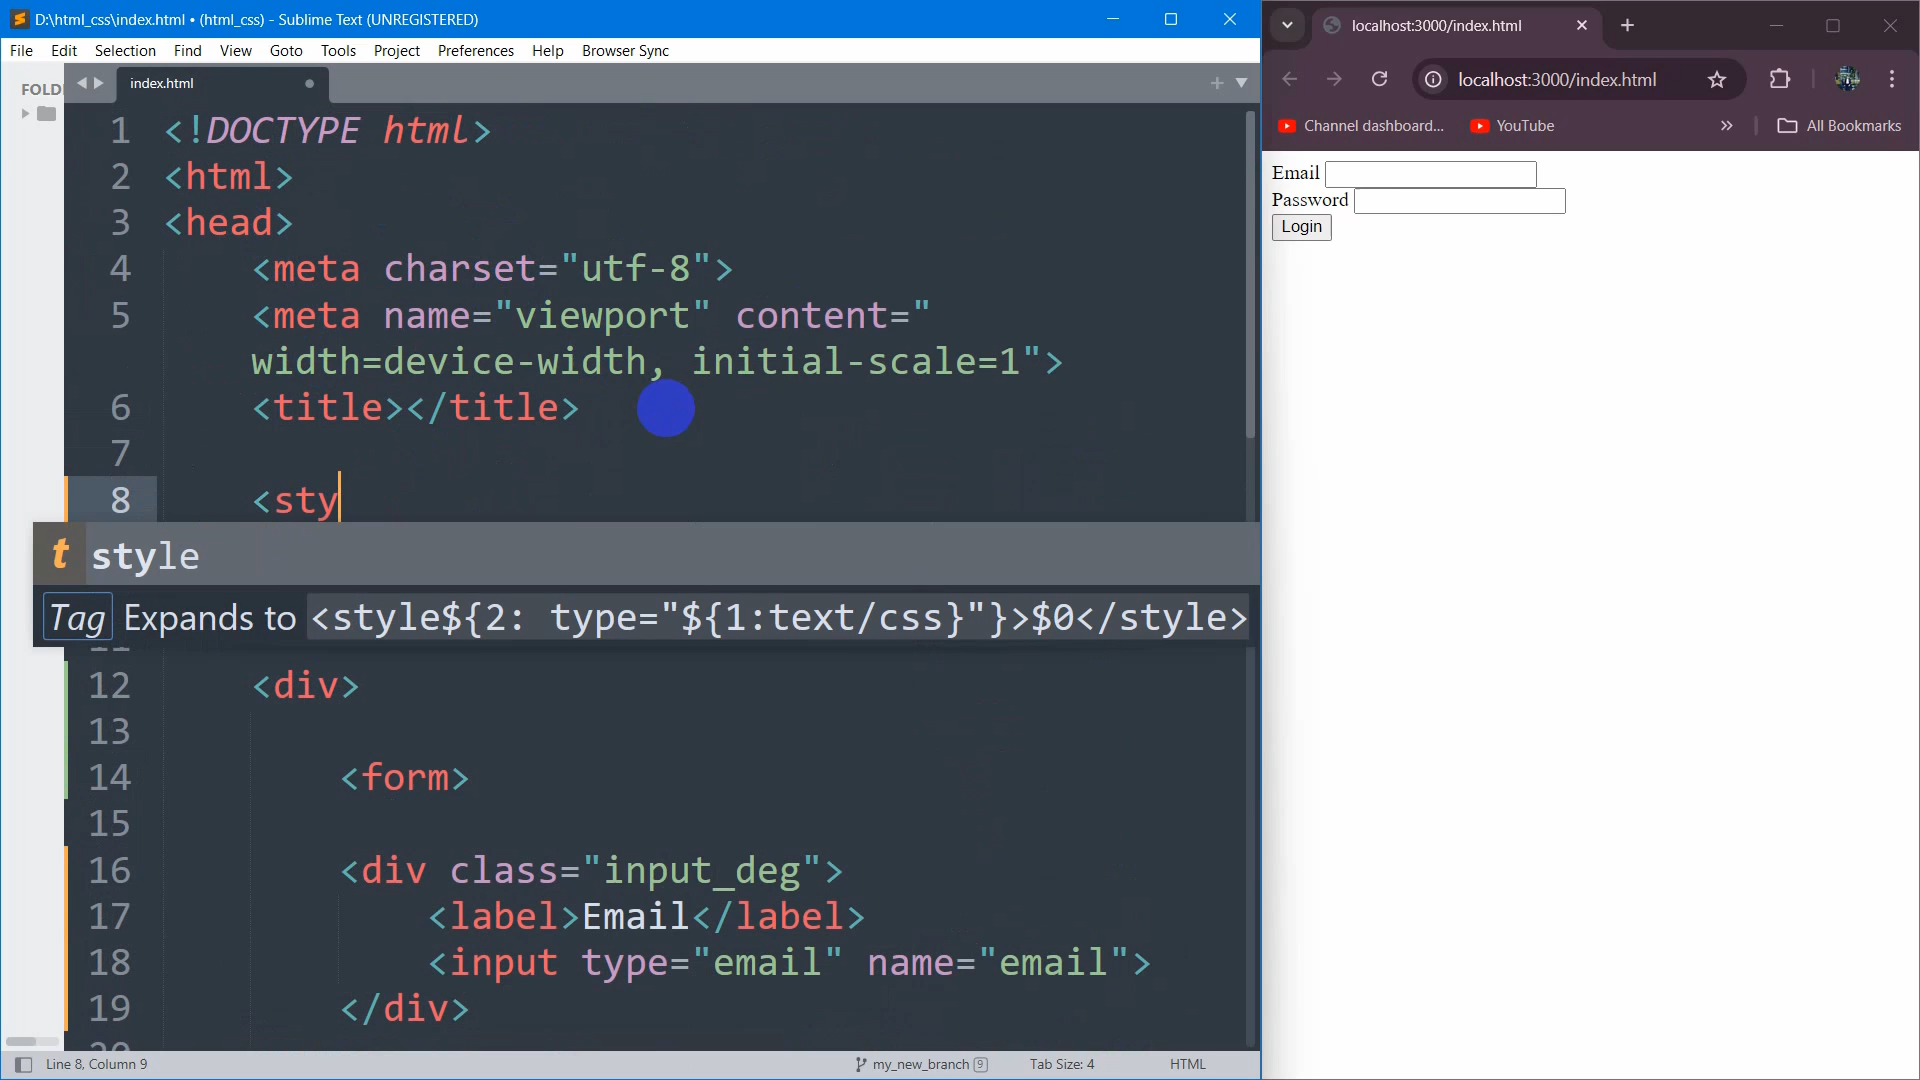 D:\html_css\index.html • (html_css) - Sublime Text (UNREGISTERED)
File Edit Selection Find View Goto Tools Project Preferences Help Browser Sync
FOLD
index.html
1 <!DOCTYPE html>
2 <html>
3 <head>
4 <meta charset="utf-8">
5 <meta name="viewport" content="
width=device-width, initial-scale=1">
6 <title></title>
7
8 <sty
t style
Tag Expands to <style${2: type="${1:text/css}"}>$0</style>
12 <div>
13
14 <form>
15
16 <div class="input_deg">
17 <label>Email</label>
18 <input type="email" name="email">
19 </div>
Line 8, Column 9
my_new_branch 9
Tab Size: 4
HTML
localhost:3000/index.html
localhost:3000/index.html
Channel dashboard...
YouTube
All Bookmarks
Email
Password
Login